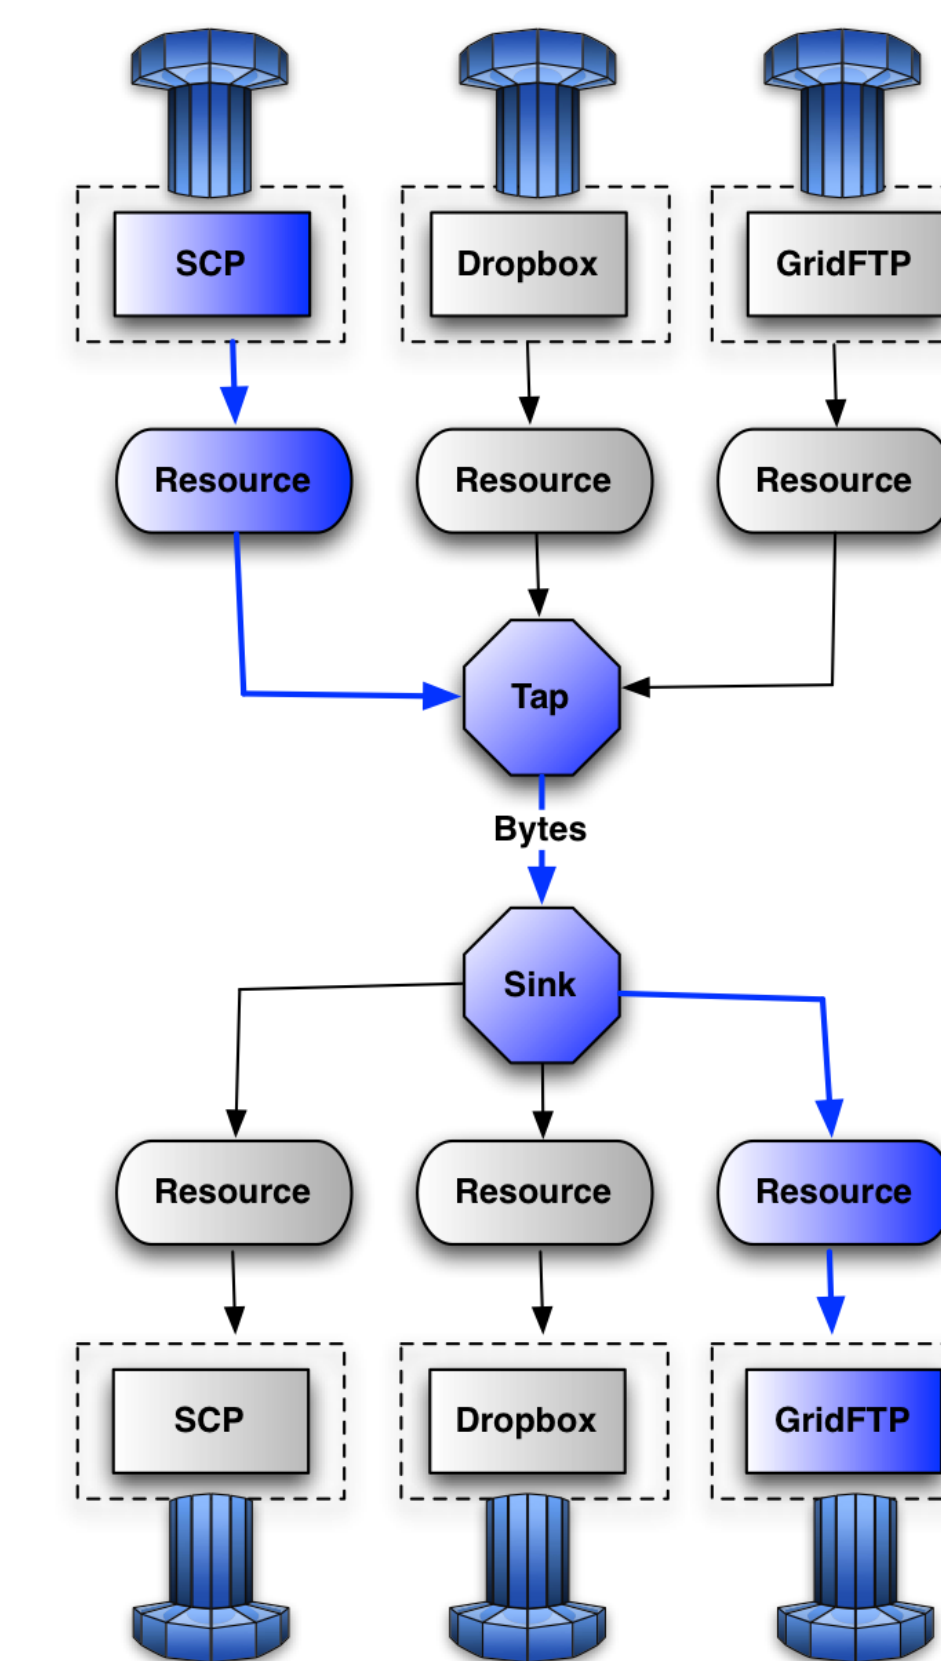 SCP
Dropbox
GridFTP
Resource
Resource
Resource
Tap
Bytes
Sink
Resource
Resource
Resource
SCP
Dropbox
GridFTP